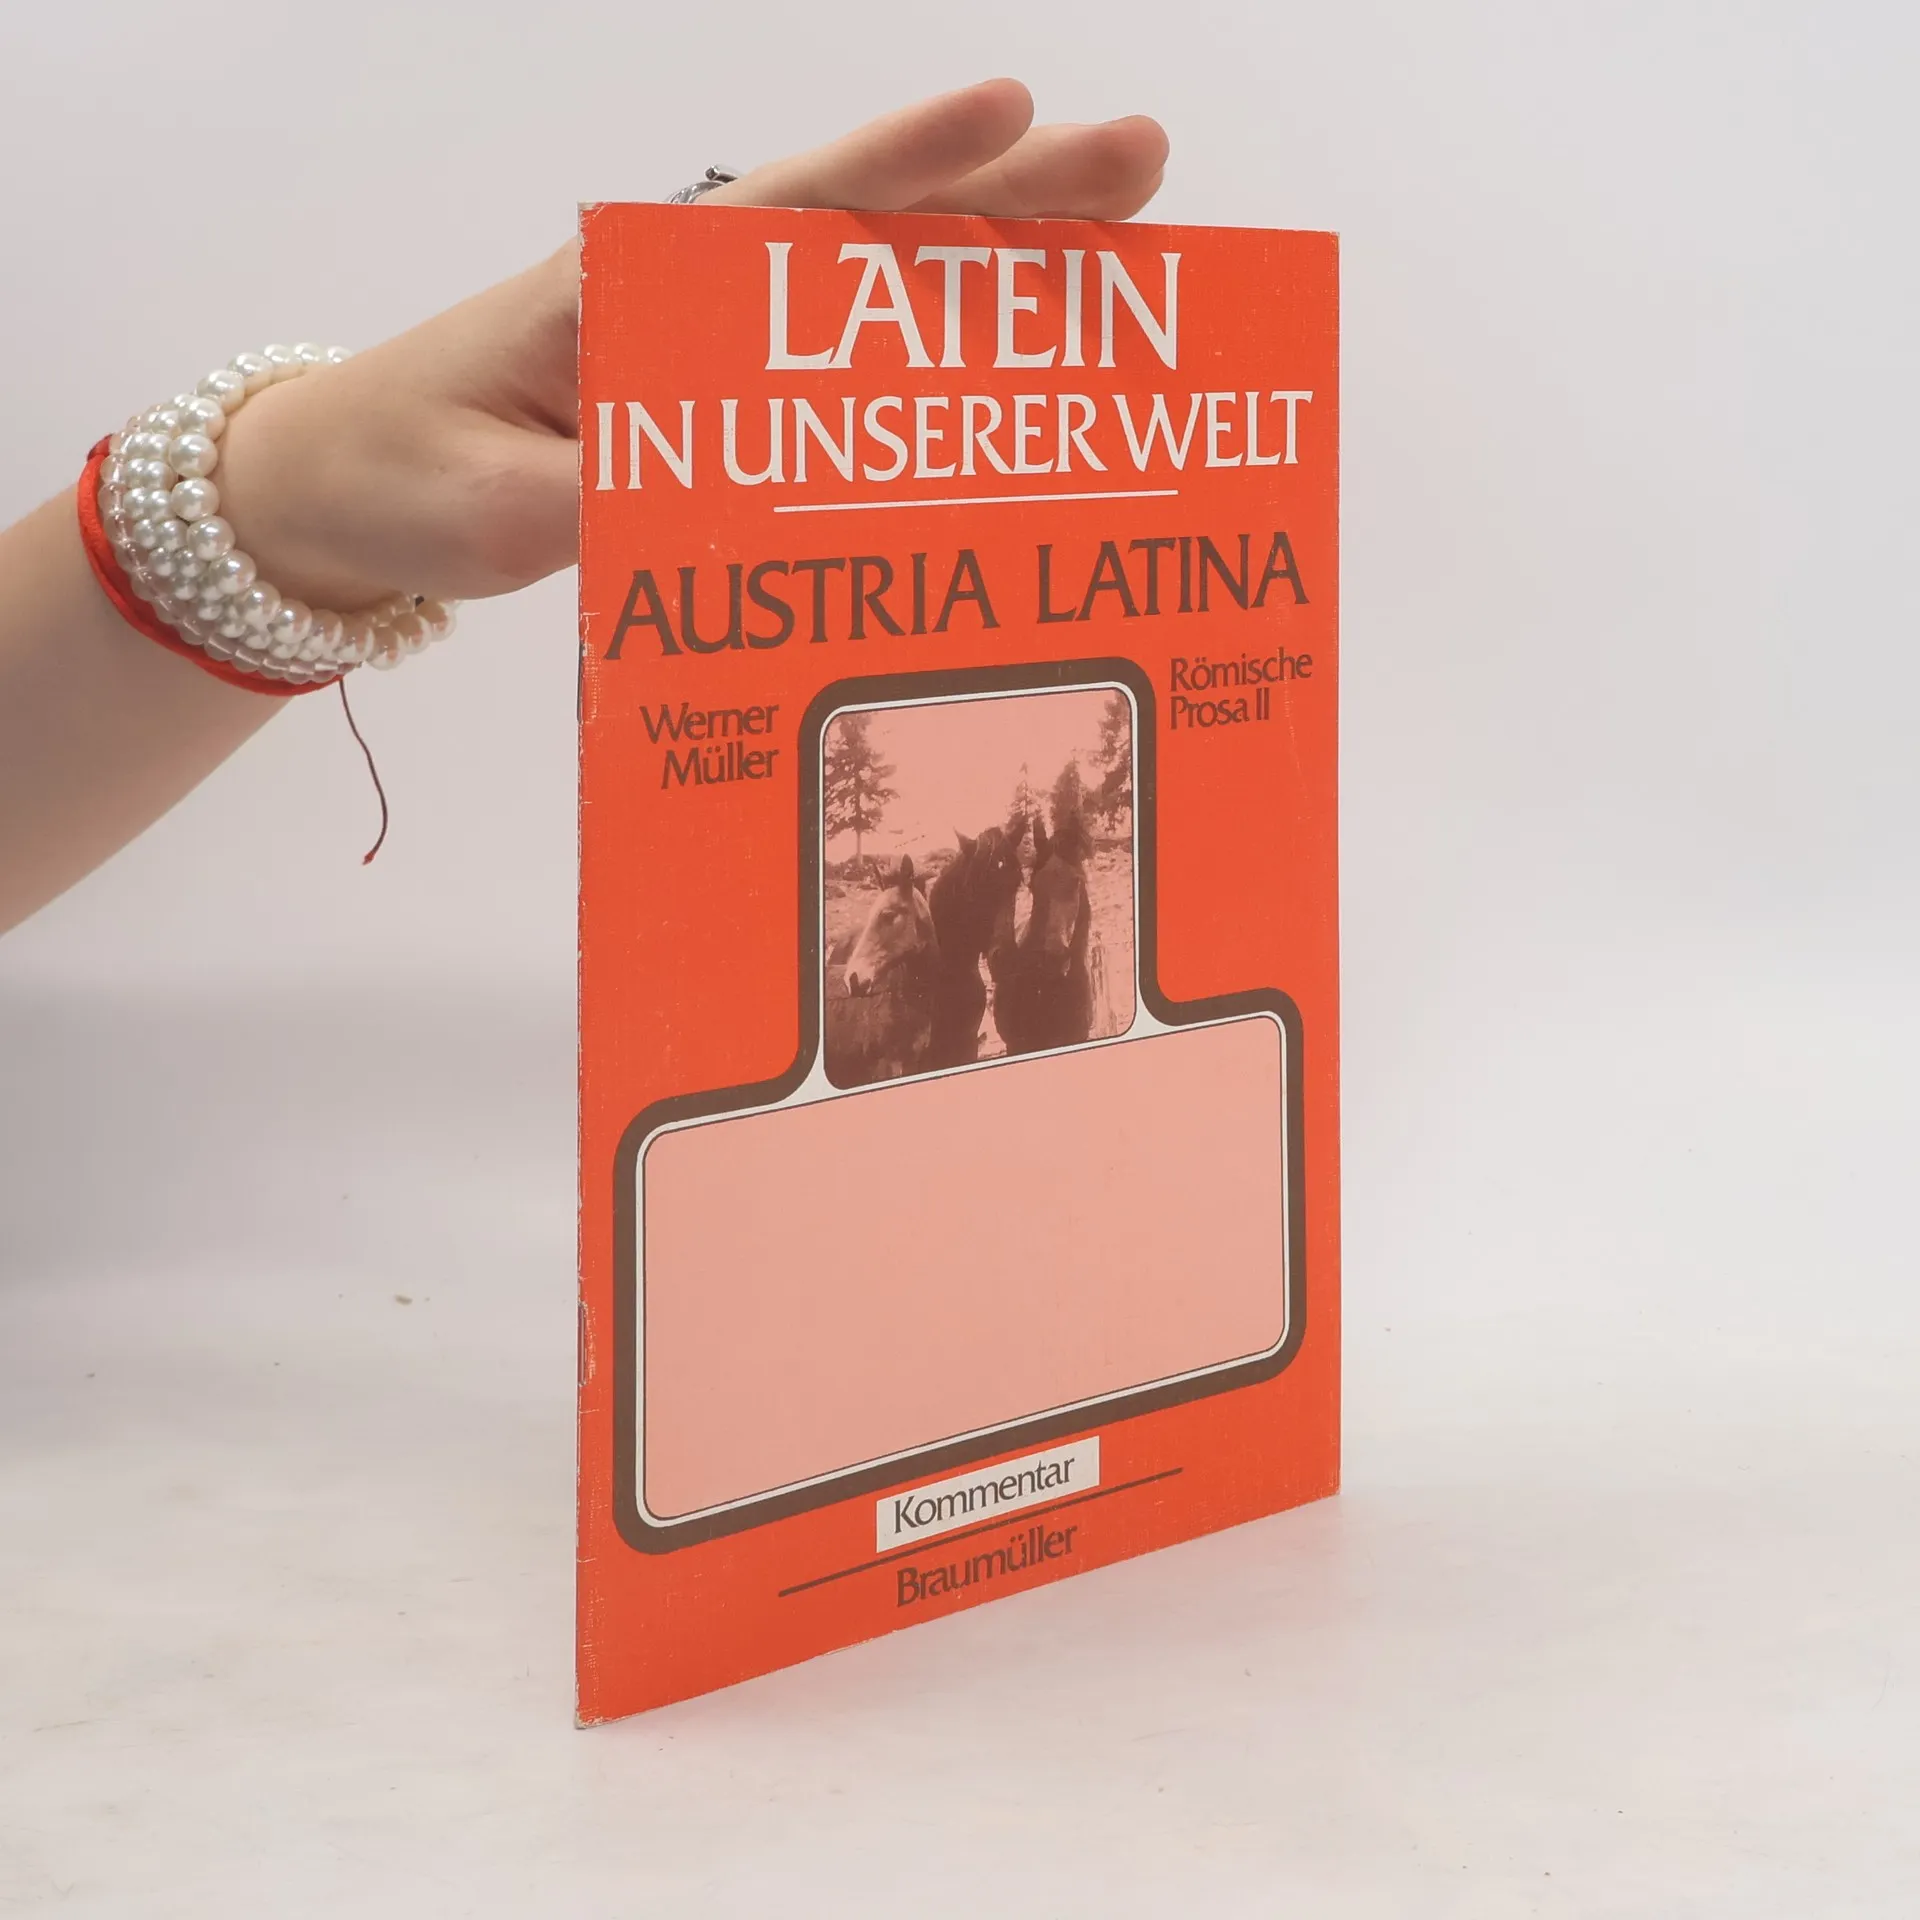 LATEIN
IN UNSERER WELT
AUSTRIA LATINA
Werner
Müller
Römische
Prosa II
Kommentar
Braumüller